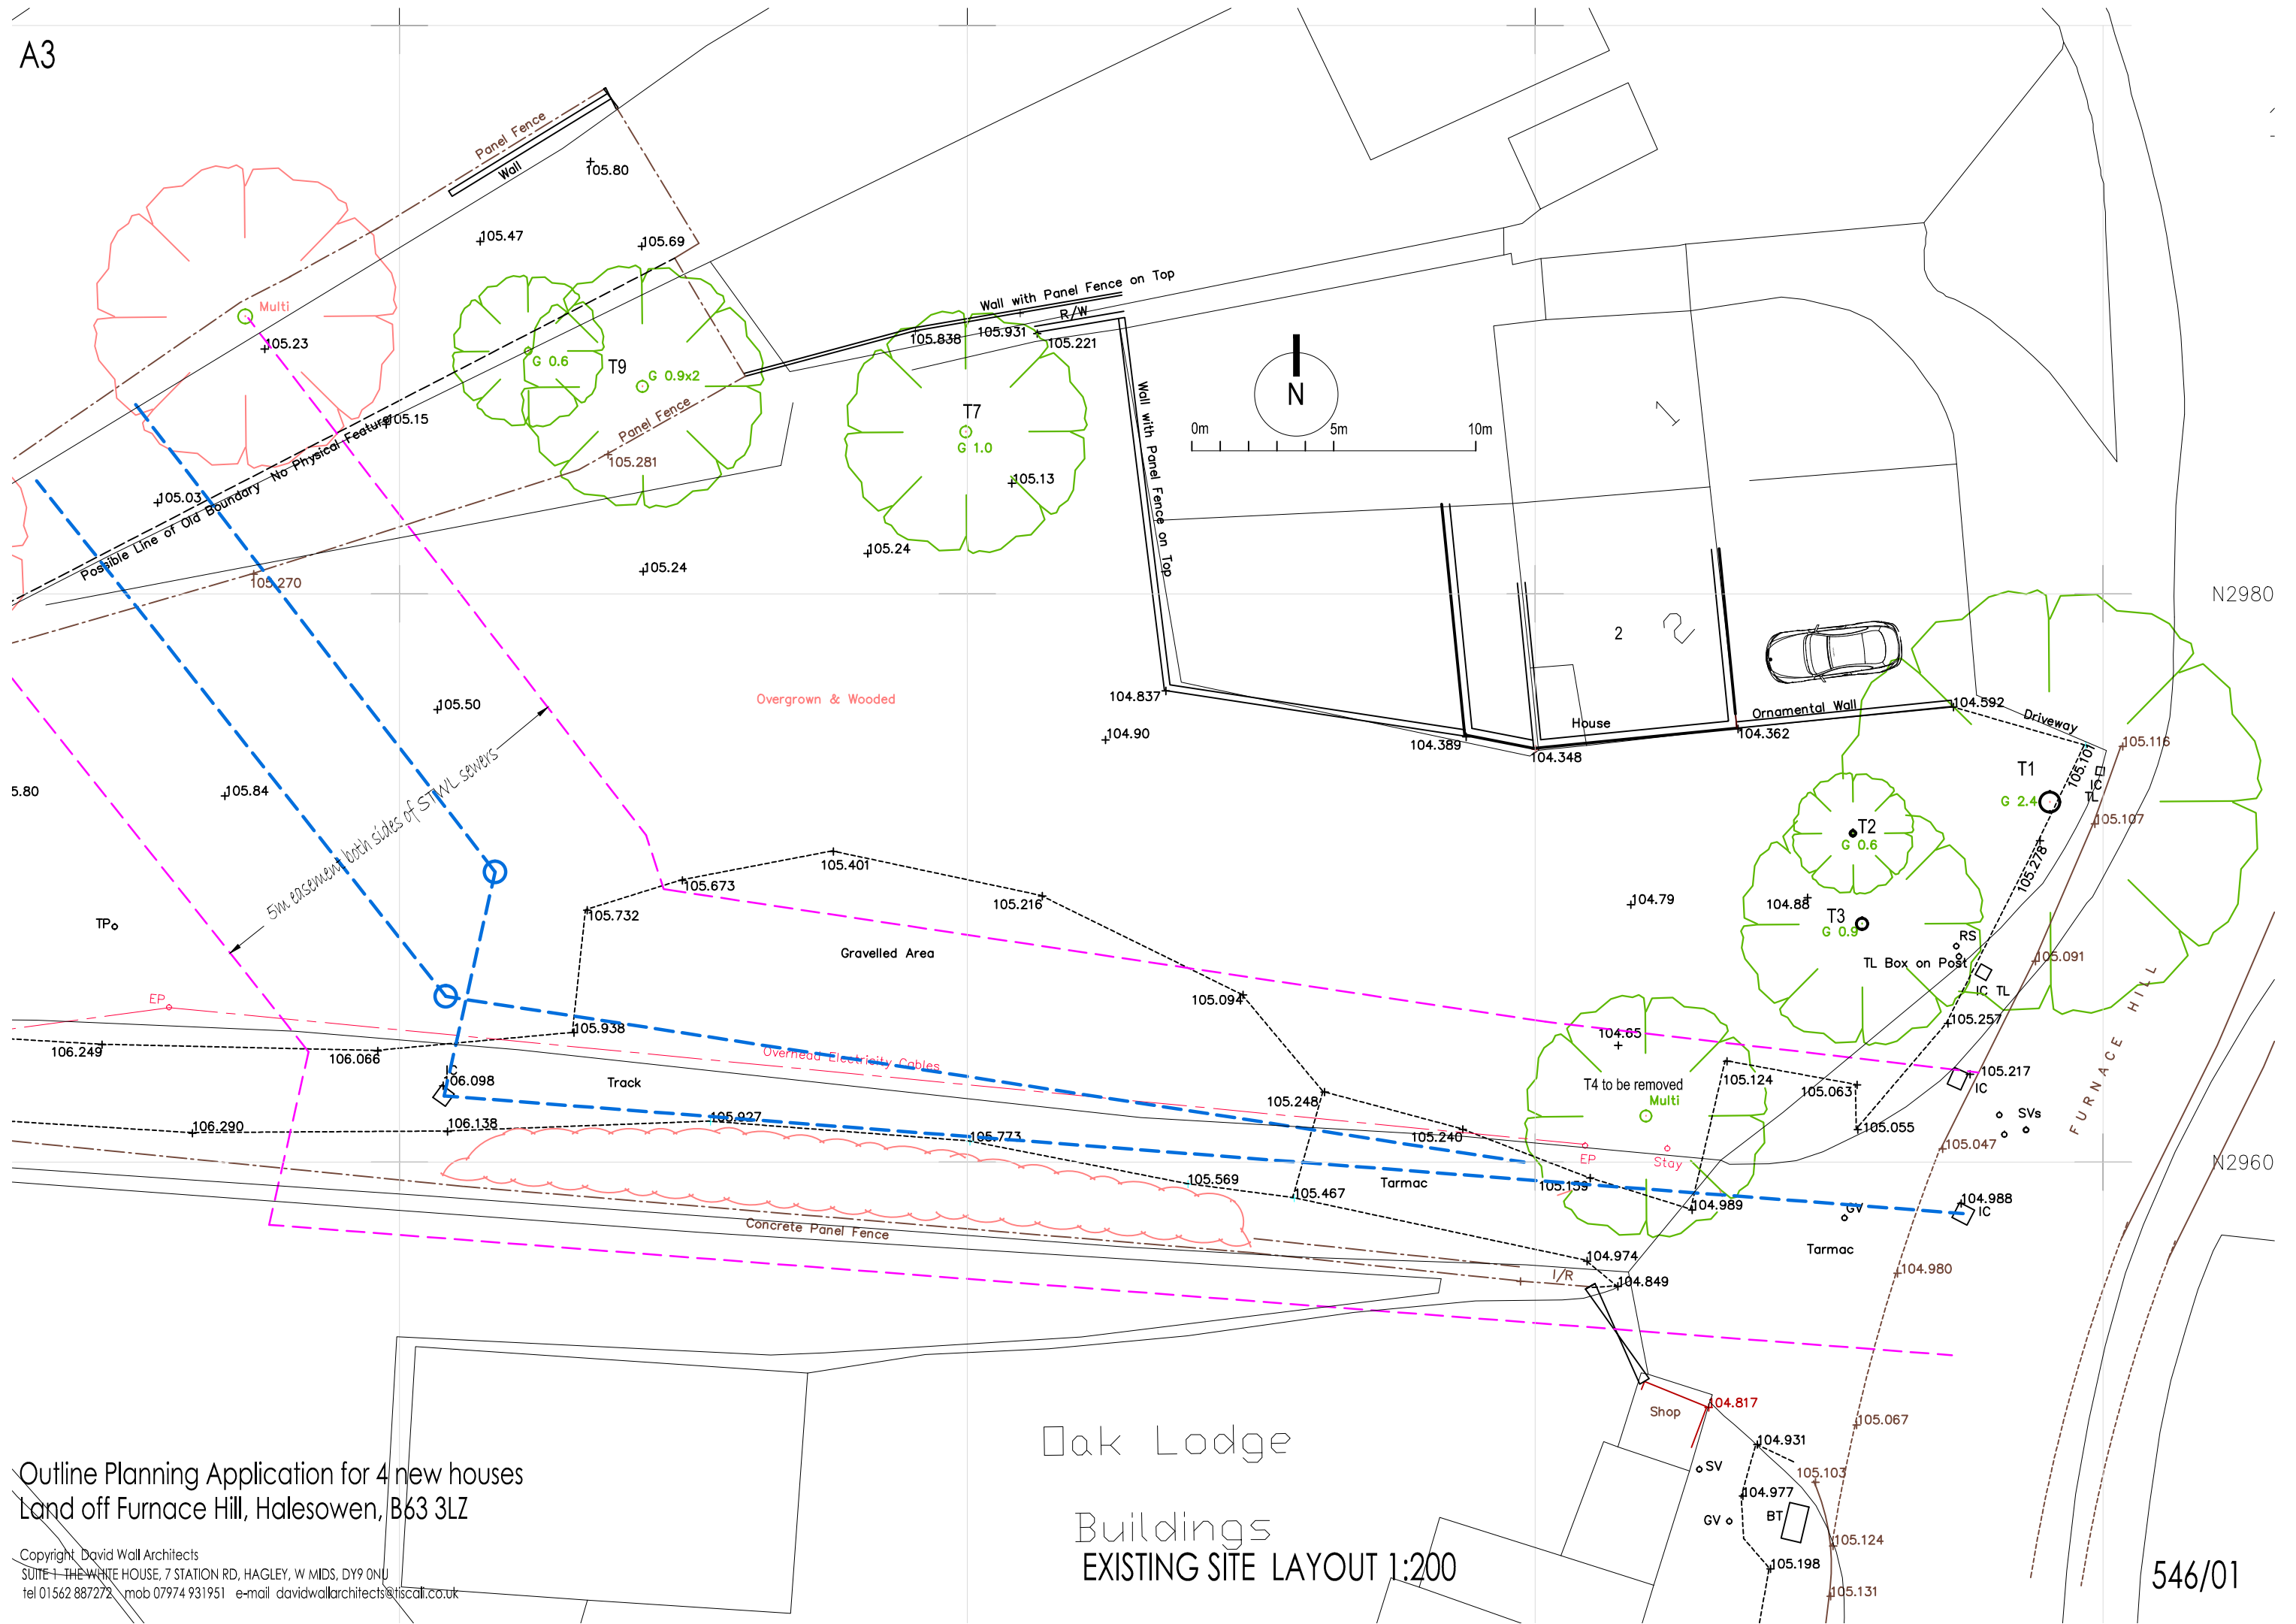 A3
Panel Fence
Wall
105.80
105.47
105.69
Multi
105.23
Wall with Panel Fence on Top
R/W
105.838
105.931
105.221
G 0.6
T9
G 0.9x2
Panel Fence
105.15
105.281
T7
G 1.0
105.13
N
0m
5m
10m
1
Wall with Panel Fence on Top
Possible Line of Old Boundary No Physical Feature
105.03
105.270
105.24
105.24
N2980
2
2
105.50
Overgrown & Wooded
104.837
104.90
104.389
104.348
House
104.362
Ornamental Wall
104.592
Driveway
105.116
105.101
IC
TL
T1
G 2.4
105.107
5.80
105.84
5m easement both sides of STWL sewers
T2
G 0.6
105.278
105.401
105.673
105.216
105.732
104.79
104.88
T3
G 0.9
TP
Gravelled Area
RS
TL Box on Post
105.091
IC TL
105.094
EP
105.938
105.257
FURNACE HILL
106.249
106.066
Overhead Electricity Cables
104.65
IC
106.098
Track
T4 to be removed
Multi
105.124
105.063
105.217
IC
105.248
SVs
106.290
106.138
105.927
105.773
105.240
105.055
105.047
EP
Stay
N2960
105.569
105.467
Tarmac
105.139
104.989
GV
104.988
IC
Concrete Panel Fence
Tarmac
104.974
I/R
104.849
104.980
Shop
104.817
105.067
104.931
SV
105.103
104.977
GV
BT
105.124
105.198
105.131
Oak Lodge
Buildings
Outline Planning Application for 4 new houses
Land off Furnace Hill, Halesowen, B63 3LZ
Copyright David Wall Architects
SUITE 1 THE WHITE HOUSE, 7 STATION RD, HAGLEY, W MIDS, DY9 0NU
tel 01562 887272 mob 07974 931951 e-mail davidwallarchitects@tiscali.co.uk
EXISTING SITE LAYOUT 1:200
546/01